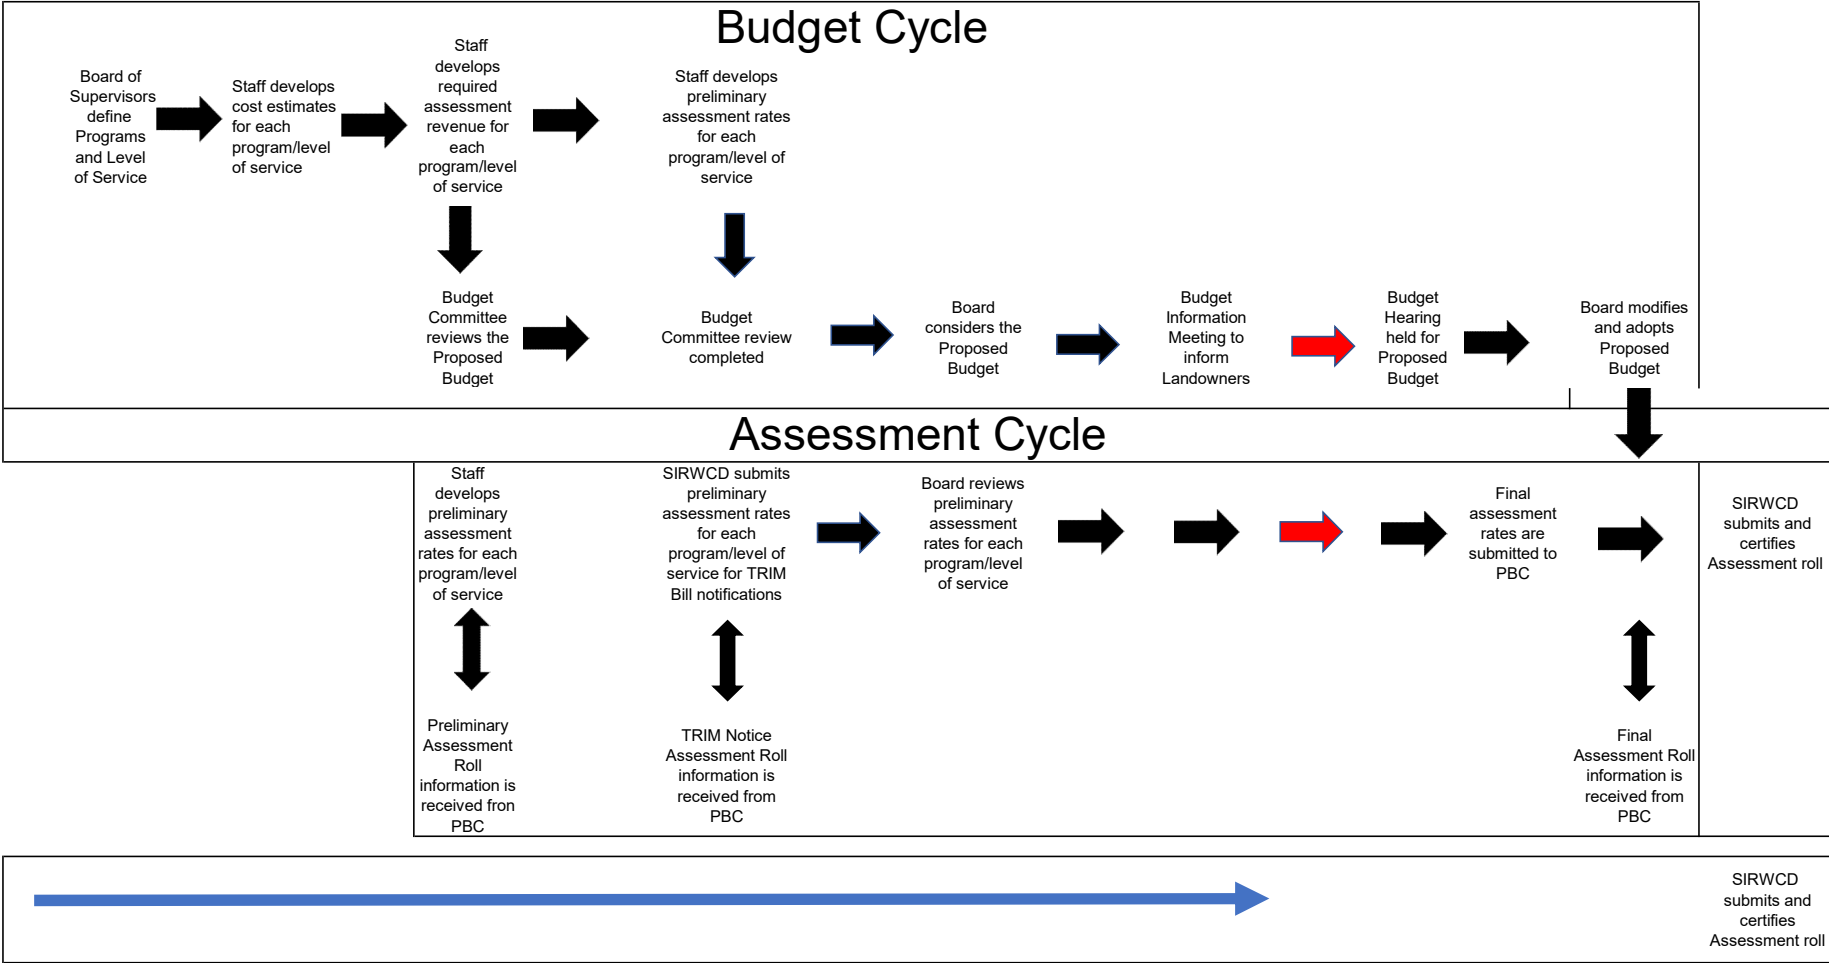 Budget Cycle
Board of
Supervisors
define
Programs
and Level
of Service
Staff develops
cost estimates
for each
program/level
of service
Staff
develops
required
assessment
revenue for
each
program/level
of service
Staff develops
preliminary
assessment rates
for each
program/level of
service
Budget
Committee
reviews the
Proposed
Budget
Budget
Committee review
completed
Board
considers the
Proposed
Budget
Budget
Information
Meeting to
inform
Landowners
Budget
Hearing
held for
Proposed
Budget
Board modifies
and adopts
Proposed
Budget
Assessment Cycle
Staff
develops
preliminary
assessment
rates for each
program/level
of service
SIRWCD submits
preliminary
assessment rates
for each
program/level of
service for TRIM
Bill notifications
Board reviews
preliminary
assessment
rates for each
program/level
of service
Final
assessment
rates are
submitted to
PBC
SIRWCD
submits and
certifies
Assessment roll
Preliminary
Assessment
Roll
information is
received fron
PBC
TRIM Notice
Assessment Roll
information is
received from
PBC
Final
Assessment Roll
information is
received from
PBC
SIRWCD
submits and
certifies
Assessment roll